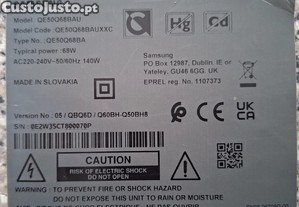 CustoJusto
Model: QE50Q68BAU
Model Code: QE50Q68BAUXXC
Type No.: QE50Q68BA
Typical power: 68W
AC220-240V~50/60Hz 140W
Hg Cd
Samsung
PO Box 12987, Dublin. IE or
Yateley, GU46 6GG. UK
EPREL reg No. 1107373
MADE IN SLOVAKIA
Version No : 05 / QBQ6D / Q60BH-Q50BH8
S/N
CE
UK
CA
CAUTION
RISK OF ELECTRIC SHOCK
DO NOT OPEN
WARNING: TO PREVENT FIRE OR SHOCK HAZARD
DO NOT EXPOSE THIS UNIT TO RAIN OR MOISTURE